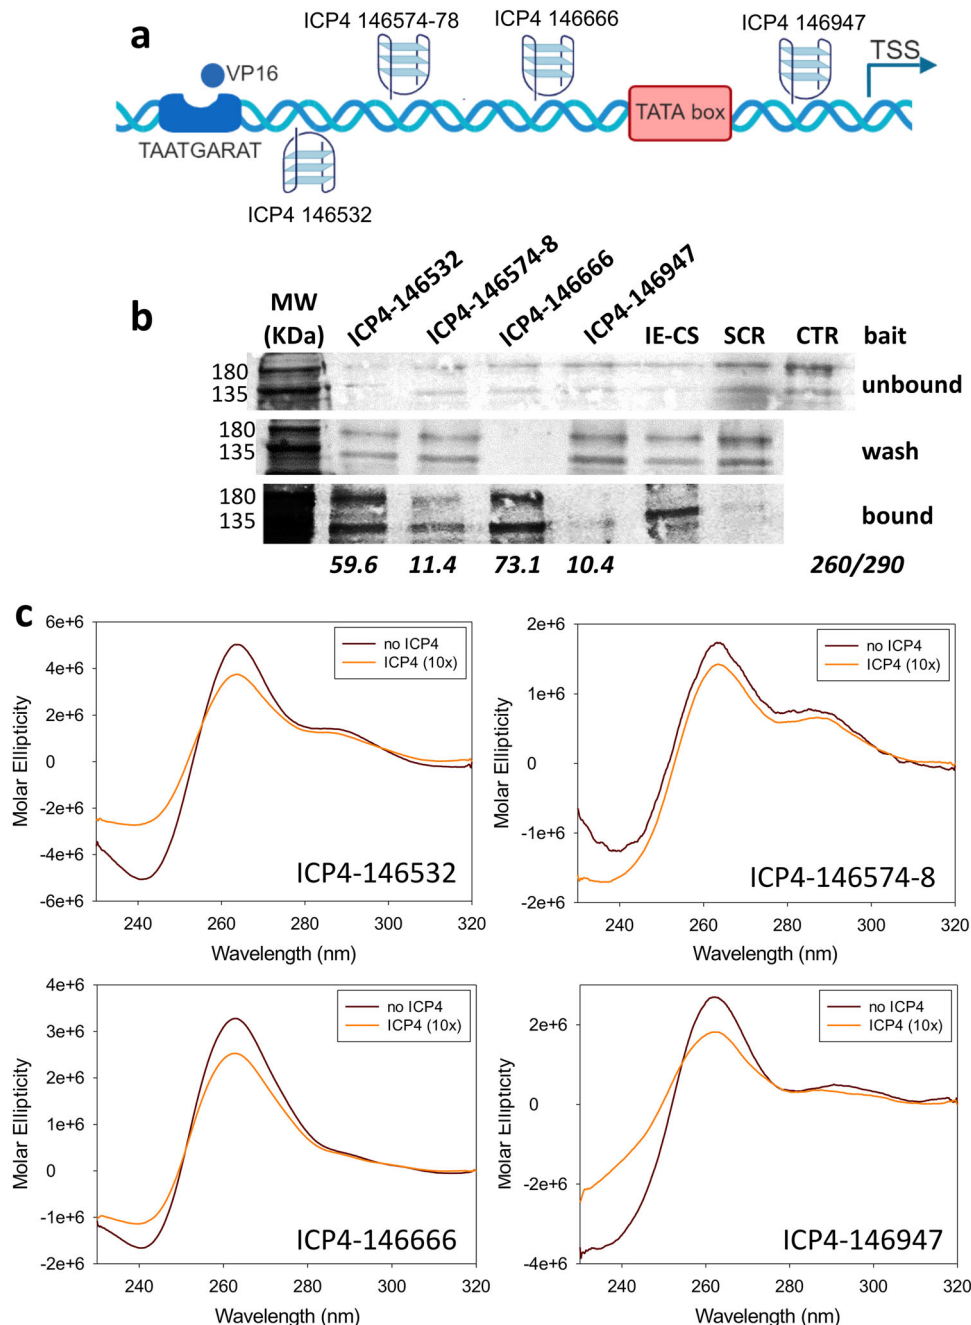 a
ICP4 146574-78
ICP4 146666
ICP4 146947
VP16
TSS
TATA box
TAATGARAT
ICP4 146532
b
MW
(KDa)
ICP4-146532
ICP4-146574-8
ICP4-146666
ICP4-146947
IE-CS
SCR
CTR
bait
180
135
unbound
180
135
wash
180
135
bound
59.6 11.4 73.1 10.4 260/290
c
6e+6
4e+6
2e+6
0
-2e+6
-4e+6
-6e+6
Molar Ellipticity
no ICP4
ICP4 (10x)
ICP4-146532
240 260 280 300 320
Wavelength (nm)
2e+6
1e+6
0
-1e+6
-2e+6
Molar Ellipticity
no ICP4
ICP4 (10x)
ICP4-146574-8
240 260 280 300 320
Wavelength (nm)
4e+6
3e+6
2e+6
1e+6
0
-1e+6
-2e+6
Molar Ellipticity
no ICP4
ICP4 (10x)
ICP4-146666
240 260 280 300 320
Wavelength (nm)
2e+6
0
-2e+6
-4e+6
Molar Ellipticity
no ICP4
ICP4 (10x)
ICP4-146947
240 260 280 300 320
Wavelength (nm)